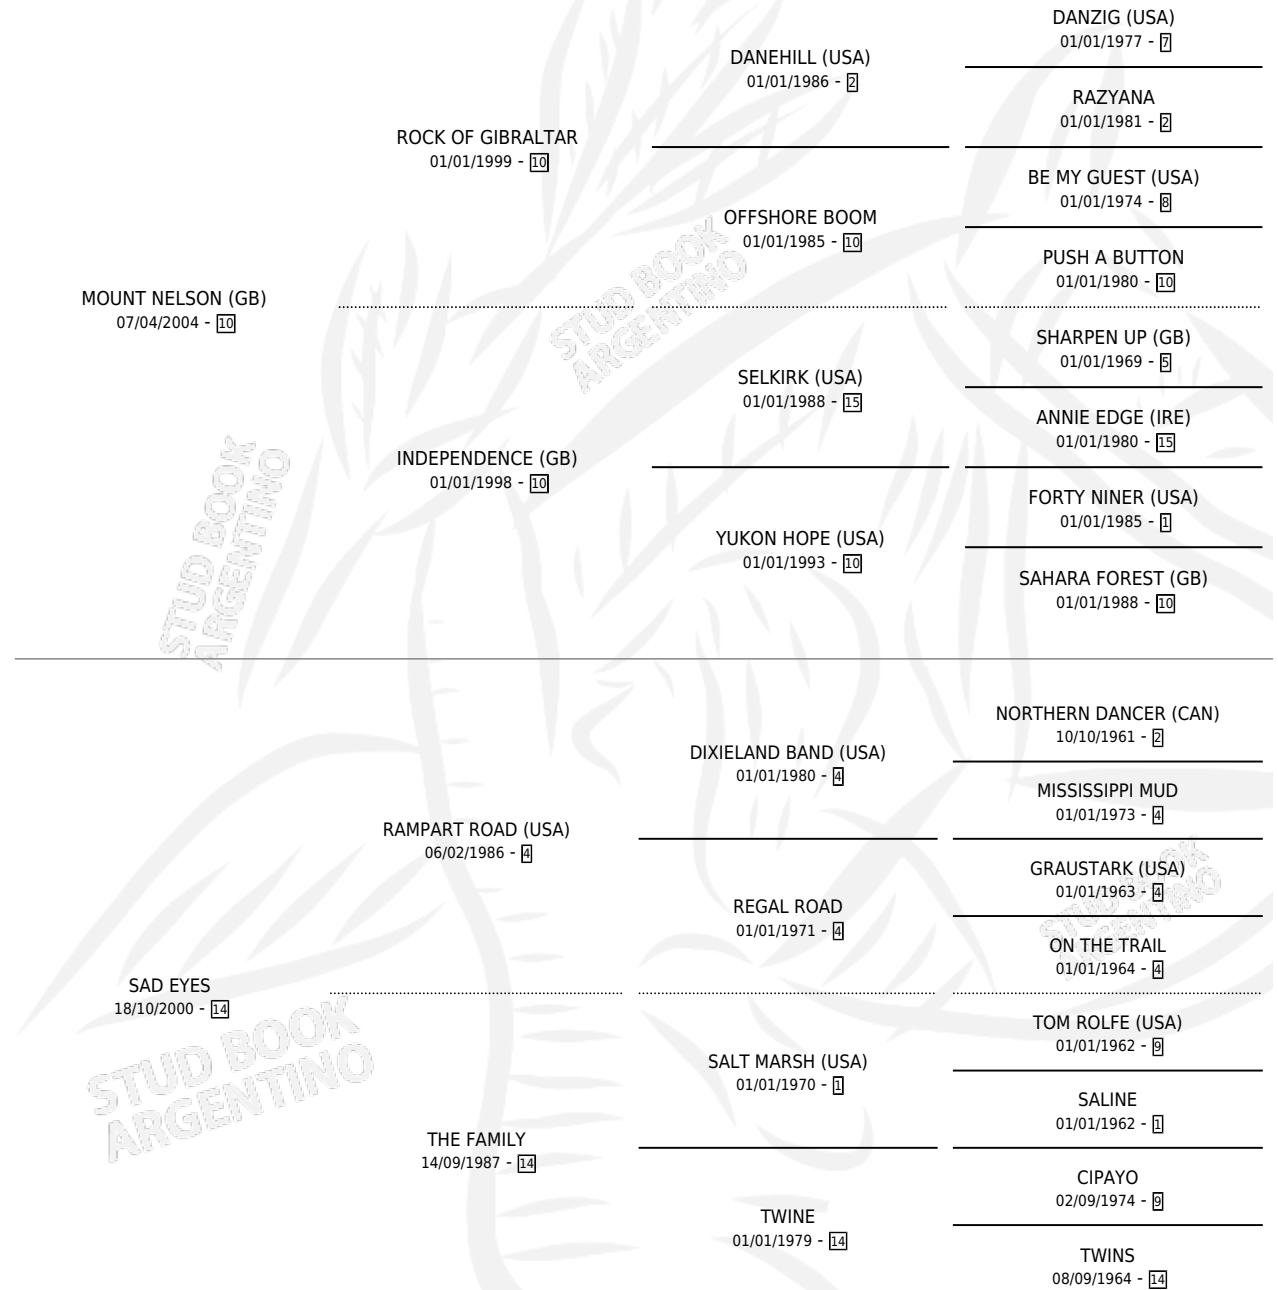 DANZIG (USA)
01/01/1977 - 7
DANEHILL (USA)
01/01/1986 - 2
RAZYANA
01/01/1981 - 2
ROCK OF GIBRALTAR
01/01/1999 - 10
BE MY GUEST (USA)
01/01/1974 - 8
OFFSHORE BOOM
01/01/1985 - 10
PUSH A BUTTON
01/01/1980 - 10
MOUNT NELSON (GB)
07/04/2004 - 10
SHARPEN UP (GB)
01/01/1969 - 5
SELKIRK (USA)
01/01/1988 - 15
ANNIE EDGE (IRE)
01/01/1980 - 15
INDEPENDENCE (GB)
01/01/1998 - 10
FORTY NINER (USA)
01/01/1985 - 1
YUKON HOPE (USA)
01/01/1993 - 10
SAHARA FOREST (GB)
01/01/1988 - 10
NORTHERN DANCER (CAN)
10/10/1961 - 2
DIXIELAND BAND (USA)
01/01/1980 - 4
MISSISSIPPI MUD
01/01/1973 - 4
RAMPART ROAD (USA)
06/02/1986 - 4
GRAUSTARK (USA)
01/01/1963 - 4
REGAL ROAD
01/01/1971 - 4
ON THE TRAIL
01/01/1964 - 4
SAD EYES
18/10/2000 - 14
TOM ROLFE (USA)
01/01/1962 - 9
SALT MARSH (USA)
01/01/1970 - 1
SALINE
01/01/1962 - 1
THE FAMILY
14/09/1987 - 14
CIPAYO
02/09/1974 - 9
TWINE
01/01/1979 - 14
TWINS
08/09/1964 - 14
STUD BOOK
ARGENTINO
STUD BOOK
ARGENTINO
STUD BOOK
ARGENTINO
STUD BOOK
ARGENTINO